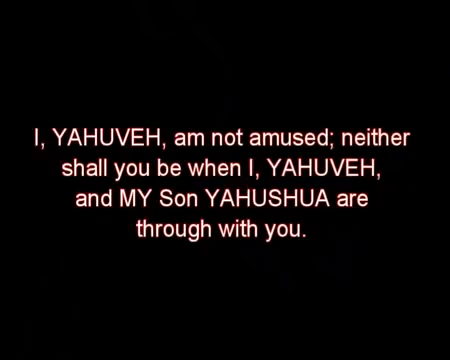 I, YAHUVEH, am not amused; neither
shall you be when I, YAHUVEH,
and MY Son YAHUSHUA are
through with you.